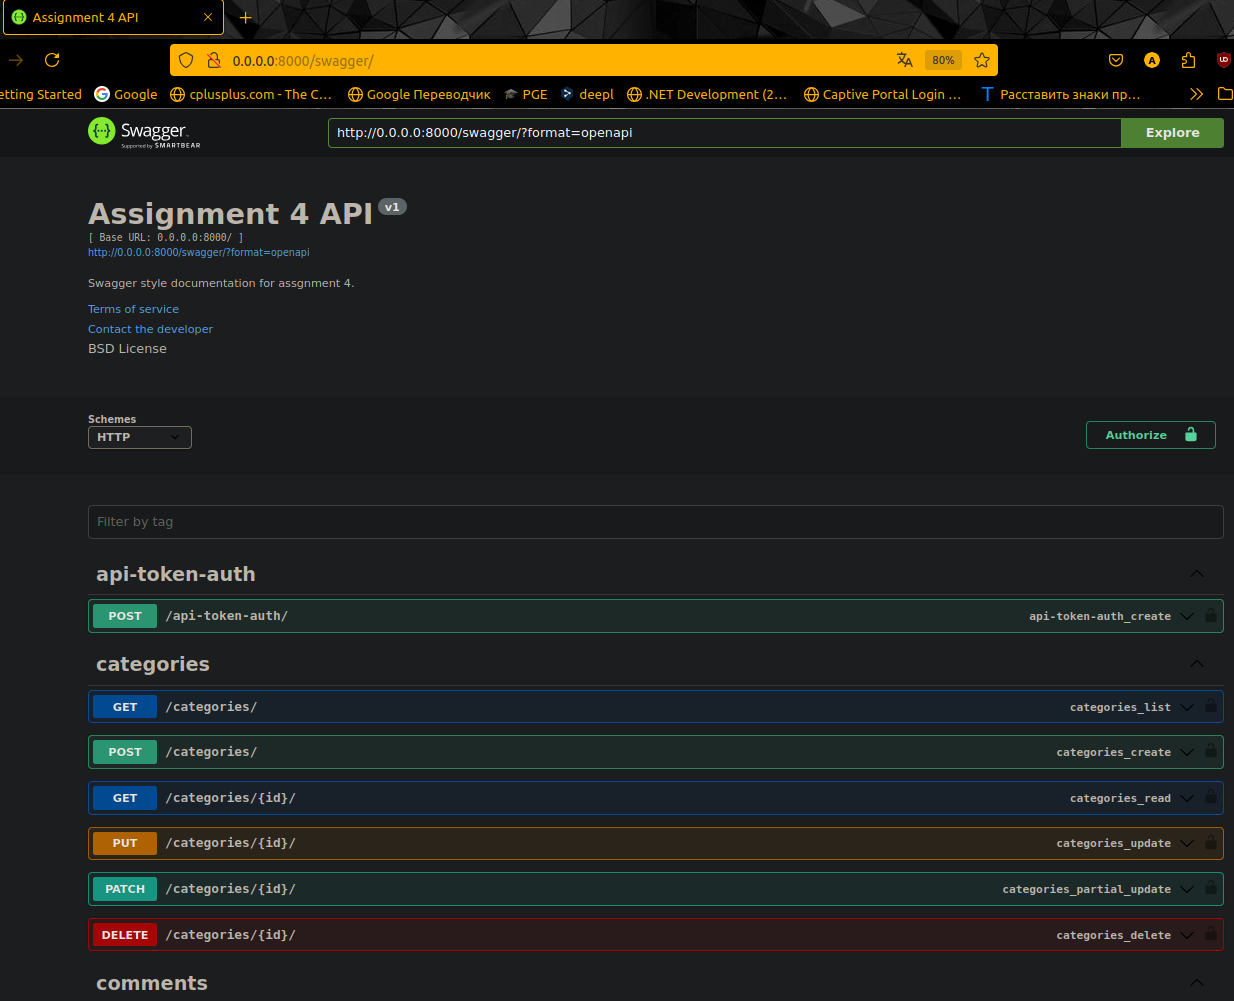 Assignment 4 API
0.0.0.0:8000/swagger/
80%
A
UD
etting Started
Google
cplusplus.com - The C…
Google Переводчик
PGE
deepl
.NET Development (2…
Captive Portal Login …
Расставить знаки пр…
Swagger
Supported by SMARTBEAR
http://0.0.0.0:8000/swagger/?format=openapi
Explore
Assignment 4 API v1
[ Base URL: 0.0.0.0:8000/ ]
http://0.0.0.0:8000/swagger/?format=openapi
Swagger style documentation for assgnment 4.
Terms of service
Contact the developer
BSD License
Schemes
HTTP
Authorize
Filter by tag
api-token-auth
POST /api-token-auth/ api-token-auth_create
categories
GET /categories/ categories_list
POST /categories/ categories_create
GET /categories/{id}/ categories_read
PUT /categories/{id}/ categories_update
PATCH /categories/{id}/ categories_partial_update
DELETE /categories/{id}/ categories_delete
comments